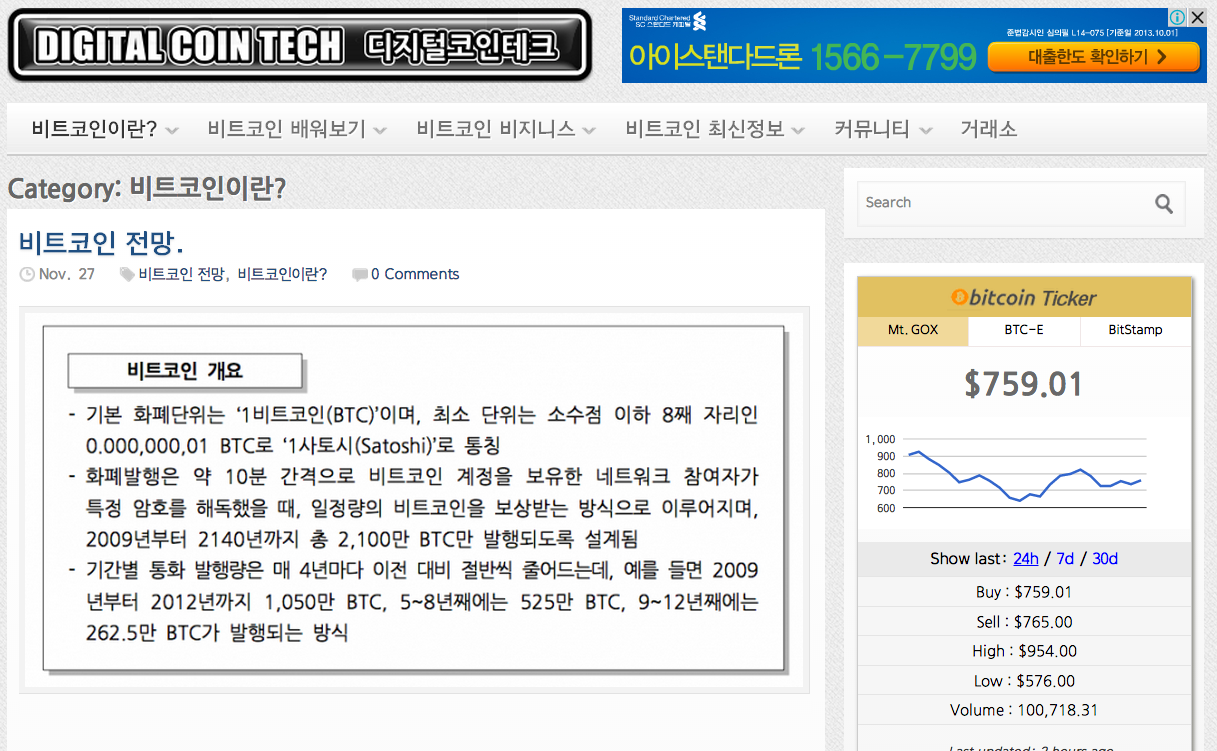 DIGITAL COIN TECH 디지털코인테크
Standard Chartered
SC 스탠다드 캐피탈
아이스탠다드론 1566-7799
준법감시인 심의필 L14-075 [기준일 2013.10.01]
대출한도 확인하기
비트코인이란? 비트코인 배워보기 비트코인 비지니스 비트코인 최신정보 커뮤니티 거래소
Category: 비트코인이란?
비트코인 전망.
Nov. 27 비트코인 전망, 비트코인이란? 0 Comments
비트코인 개요
- 기본 화폐단위는 ‘1비트코인(BTC)’이며, 최소 단위는 소수점 이하 8째 자리인
0.000,000,01 BTC로 ‘1사토시(Satoshi)’로 통칭
- 화폐발행은 약 10분 간격으로 비트코인 계정을 보유한 네트워크 참여자가
특정 암호를 해독했을 때, 일정량의 비트코인을 보상받는 방식으로 이루어지며,
2009년부터 2140년까지 총 2,100만 BTC만 발행되도록 설계됨
- 기간별 통화 발행량은 매 4년마다 이전 대비 절반씩 줄어드는데, 예를 들면 2009
년부터 2012년까지 1,050만 BTC, 5~8년째에는 525만 BTC, 9~12년째에는
262.5만 BTC가 발행되는 방식
Search
bitcoin Ticker
Mt. GOX BTC-E BitStamp
$759.01
1,000
900
800
700
600
Show last: 24h / 7d / 30d
Buy : $759.01
Sell : $765.00
High : $954.00
Low : $576.00
Volume : 100,718.31
Last updated: 2 hours ago